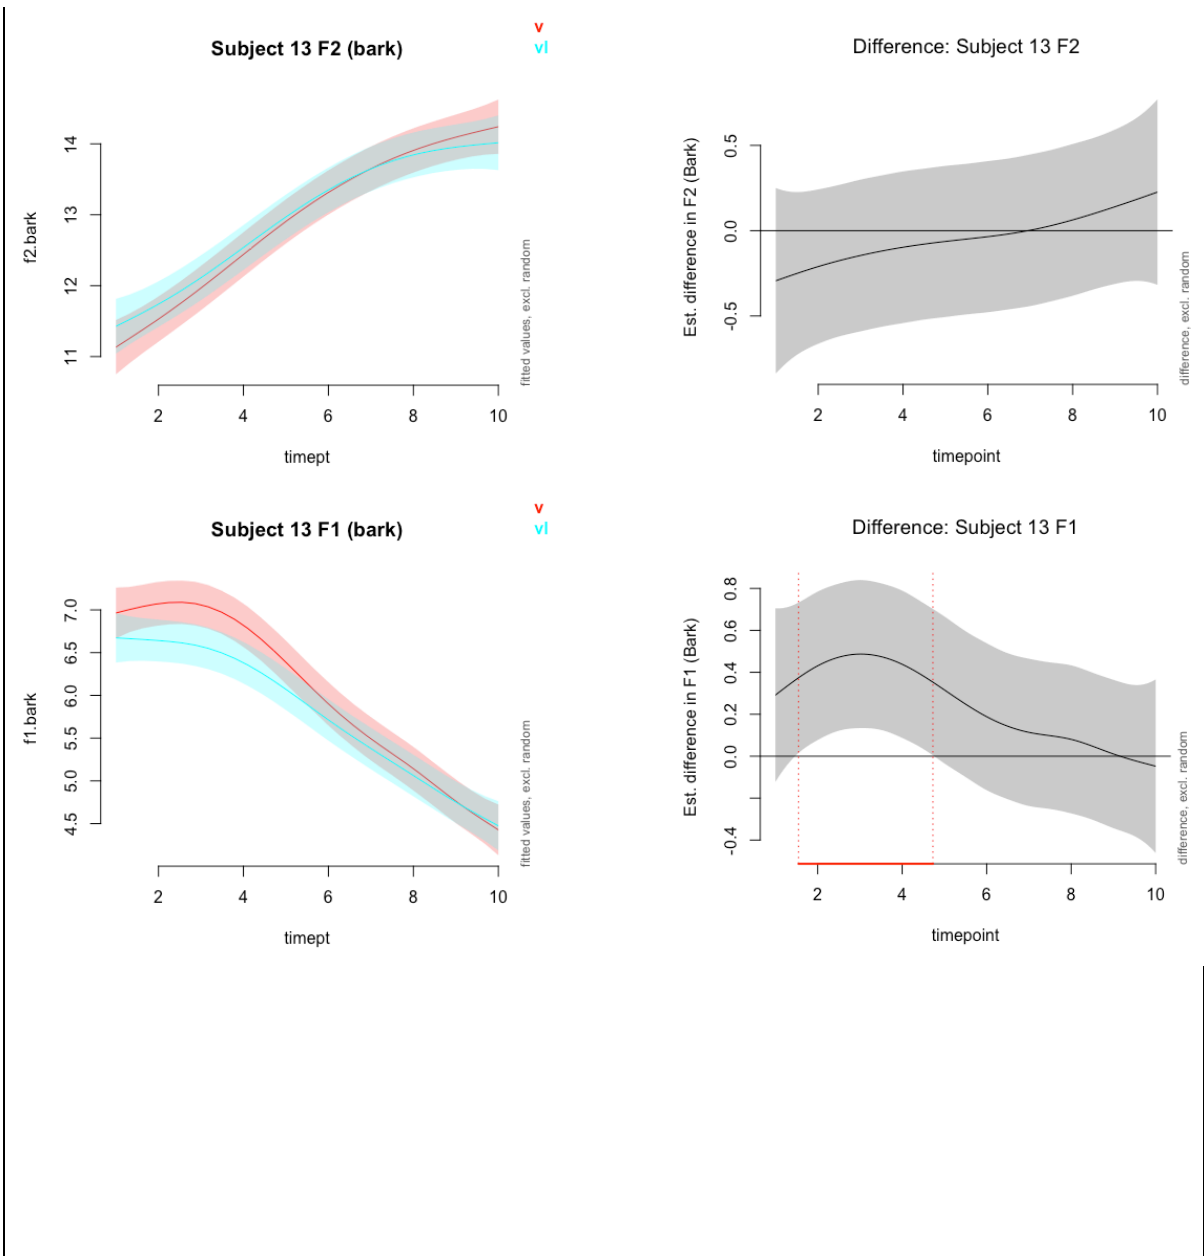 v
vl
Subject 13 F2 (bark)
f2.bark
14
13
12
11
2 4 6 8 10
timept
fitted values, excl. random
Difference: Subject 13 F2
Est. difference in F2 (Bark)
0.5
0.0
-0.5
2 4 6 8 10
timepoint
difference, excl. random
v
vl
Subject 13 F1 (bark)
f1.bark
7.0
6.5
6.0
5.5
5.0
4.5
2 4 6 8 10
timept
fitted values, excl. random
Difference: Subject 13 F1
Est. difference in F1 (Bark)
0.8
0.6
0.4
0.2
0.0
-0.4
2 4 6 8 10
timepoint
difference, excl. random